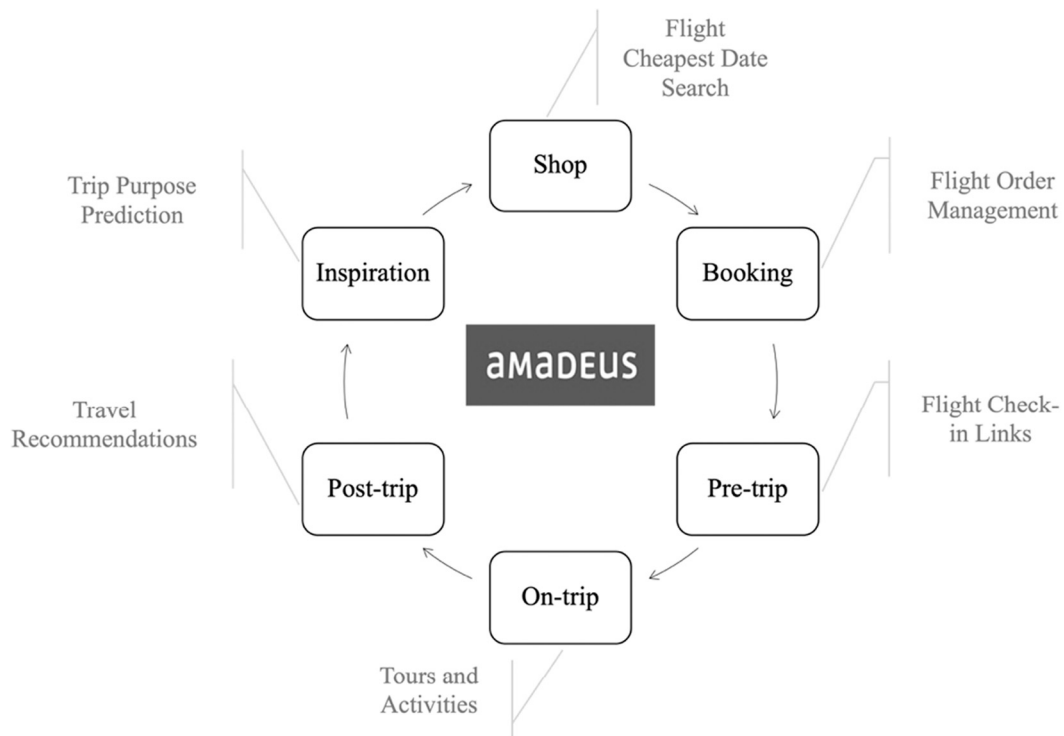 Flight
Cheapest Date
Search
Shop
Trip Purpose
Prediction
Flight Order
Management
Inspiration
Booking
aMaDEUS
Travel
Recommendations
Flight Check-
in Links
Post-trip
Pre-trip
On-trip
Tours and
Activities